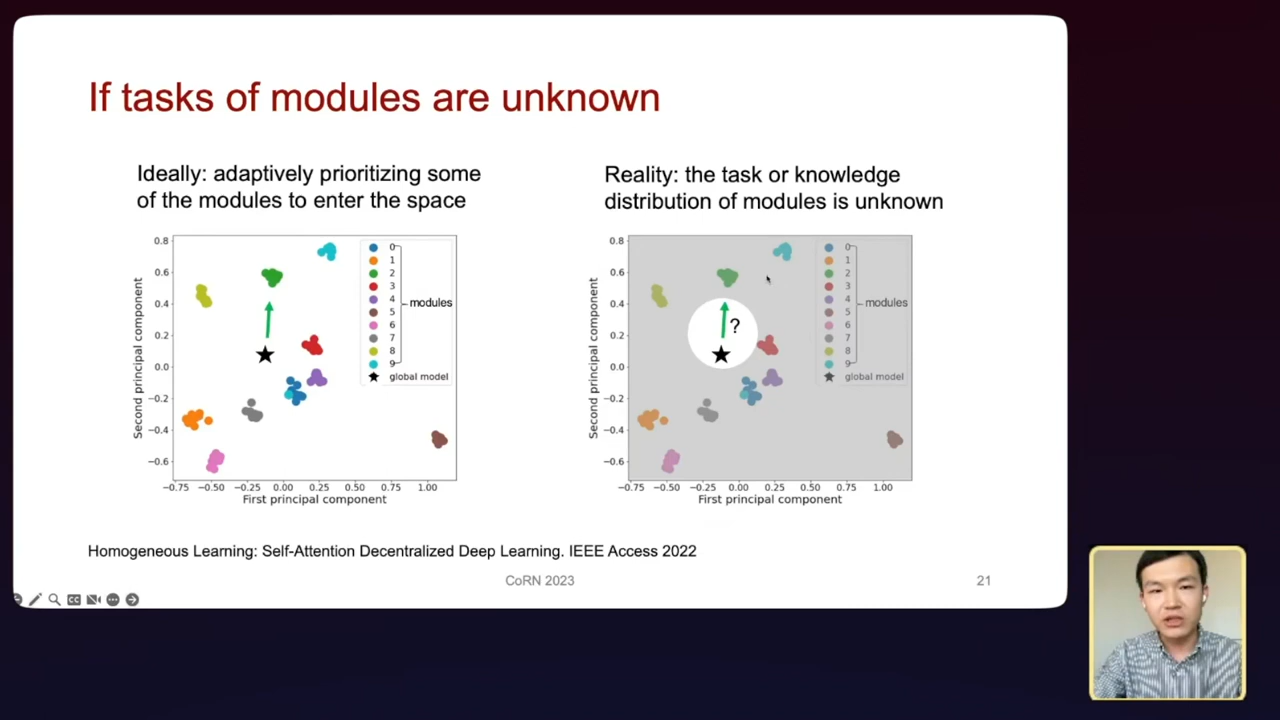 If tasks of modules are unknown
Ideally: adaptively prioritizing some
of the modules to enter the space
Second principal component
0.8
0.6
0.4
0.2
0.0
−0.2
−0.4
−0.6
−0.75 −0.50 −0.25 0.00 0.25 0.50 0.75 1.00
First principal component
0
1
2
3
4
5
6
7
8
9
modules
global model
Reality: the task or knowledge
distribution of modules is unknown
Second principal component
0.8
0.6
0.4
0.2
0.0
−0.2
−0.4
−0.6
−0.75 −0.50 −0.25 0.00 0.25 0.50 0.75 1.00
First principal component
?
0
1
2
3
4
5
6
7
8
9
modules
global model
Homogeneous Learning: Self-Attention Decentralized Deep Learning. IEEE Access 2022
CoRN 2023
21
CC